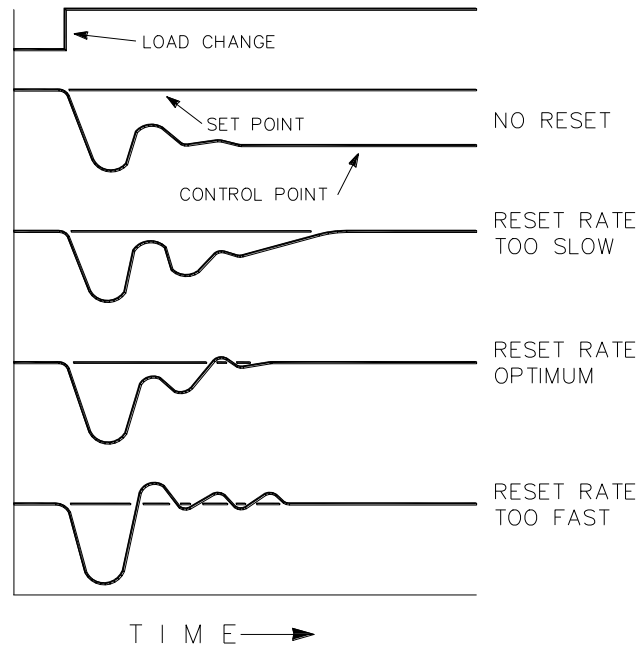 LOAD CHANGE
SET POINT
NO RESET
CONTROL POINT
RESET RATE
TOO SLOW
RESET RATE
OPTIMUM
RESET RATE
TOO FAST
TIME